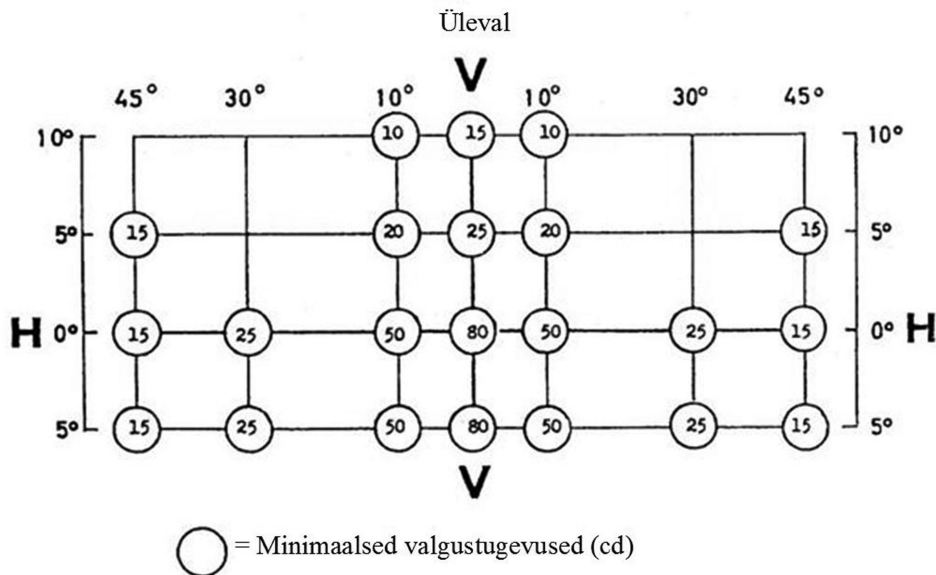 Üleval
V
45° 30° 10° 10° 30° 45°
10° 10 15 10 10°
5° 15 20 25 20 15 5°
H 0° 15 25 50 80 50 25 15 0° H
5° 15 25 50 80 50 25 15 5°
V
= Minimaalsed valgustugevused (cd)